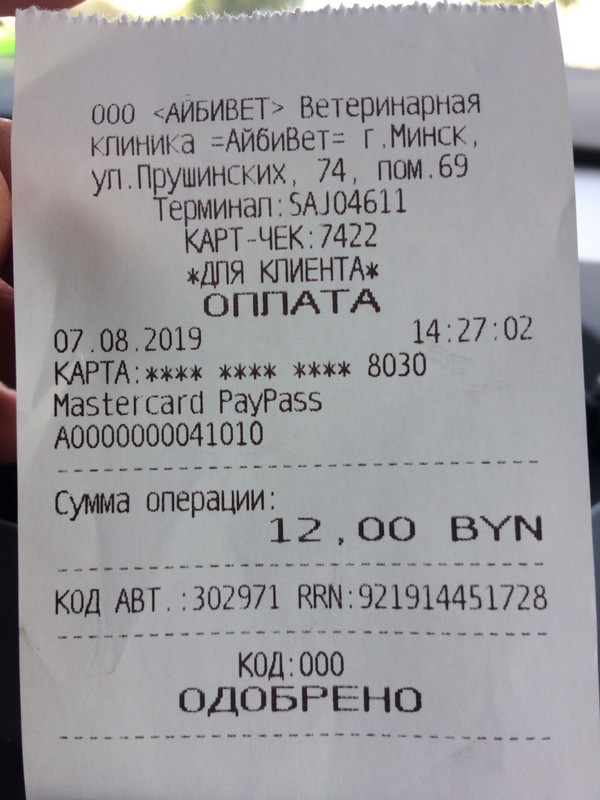 ООО <АЙБИВЕТ> Ветеринарная
клиника =АйбиВет= г.Минск,
ул.Прушинских, 74, пом.69
Терминал:SAJ04611
КАРТ-ЧЕК:7422
*ДЛЯ КЛИЕНТА*
ОПЛАТА
07.08.2019 14:27:02
КАРТА:**** **** **** 8030
Mastercard PayPass
A0000000041010
Сумма операции:
12,00 BYN
КОД АВТ.:302971 RRN:921914451728
КОД:000
ОДОБРЕНО